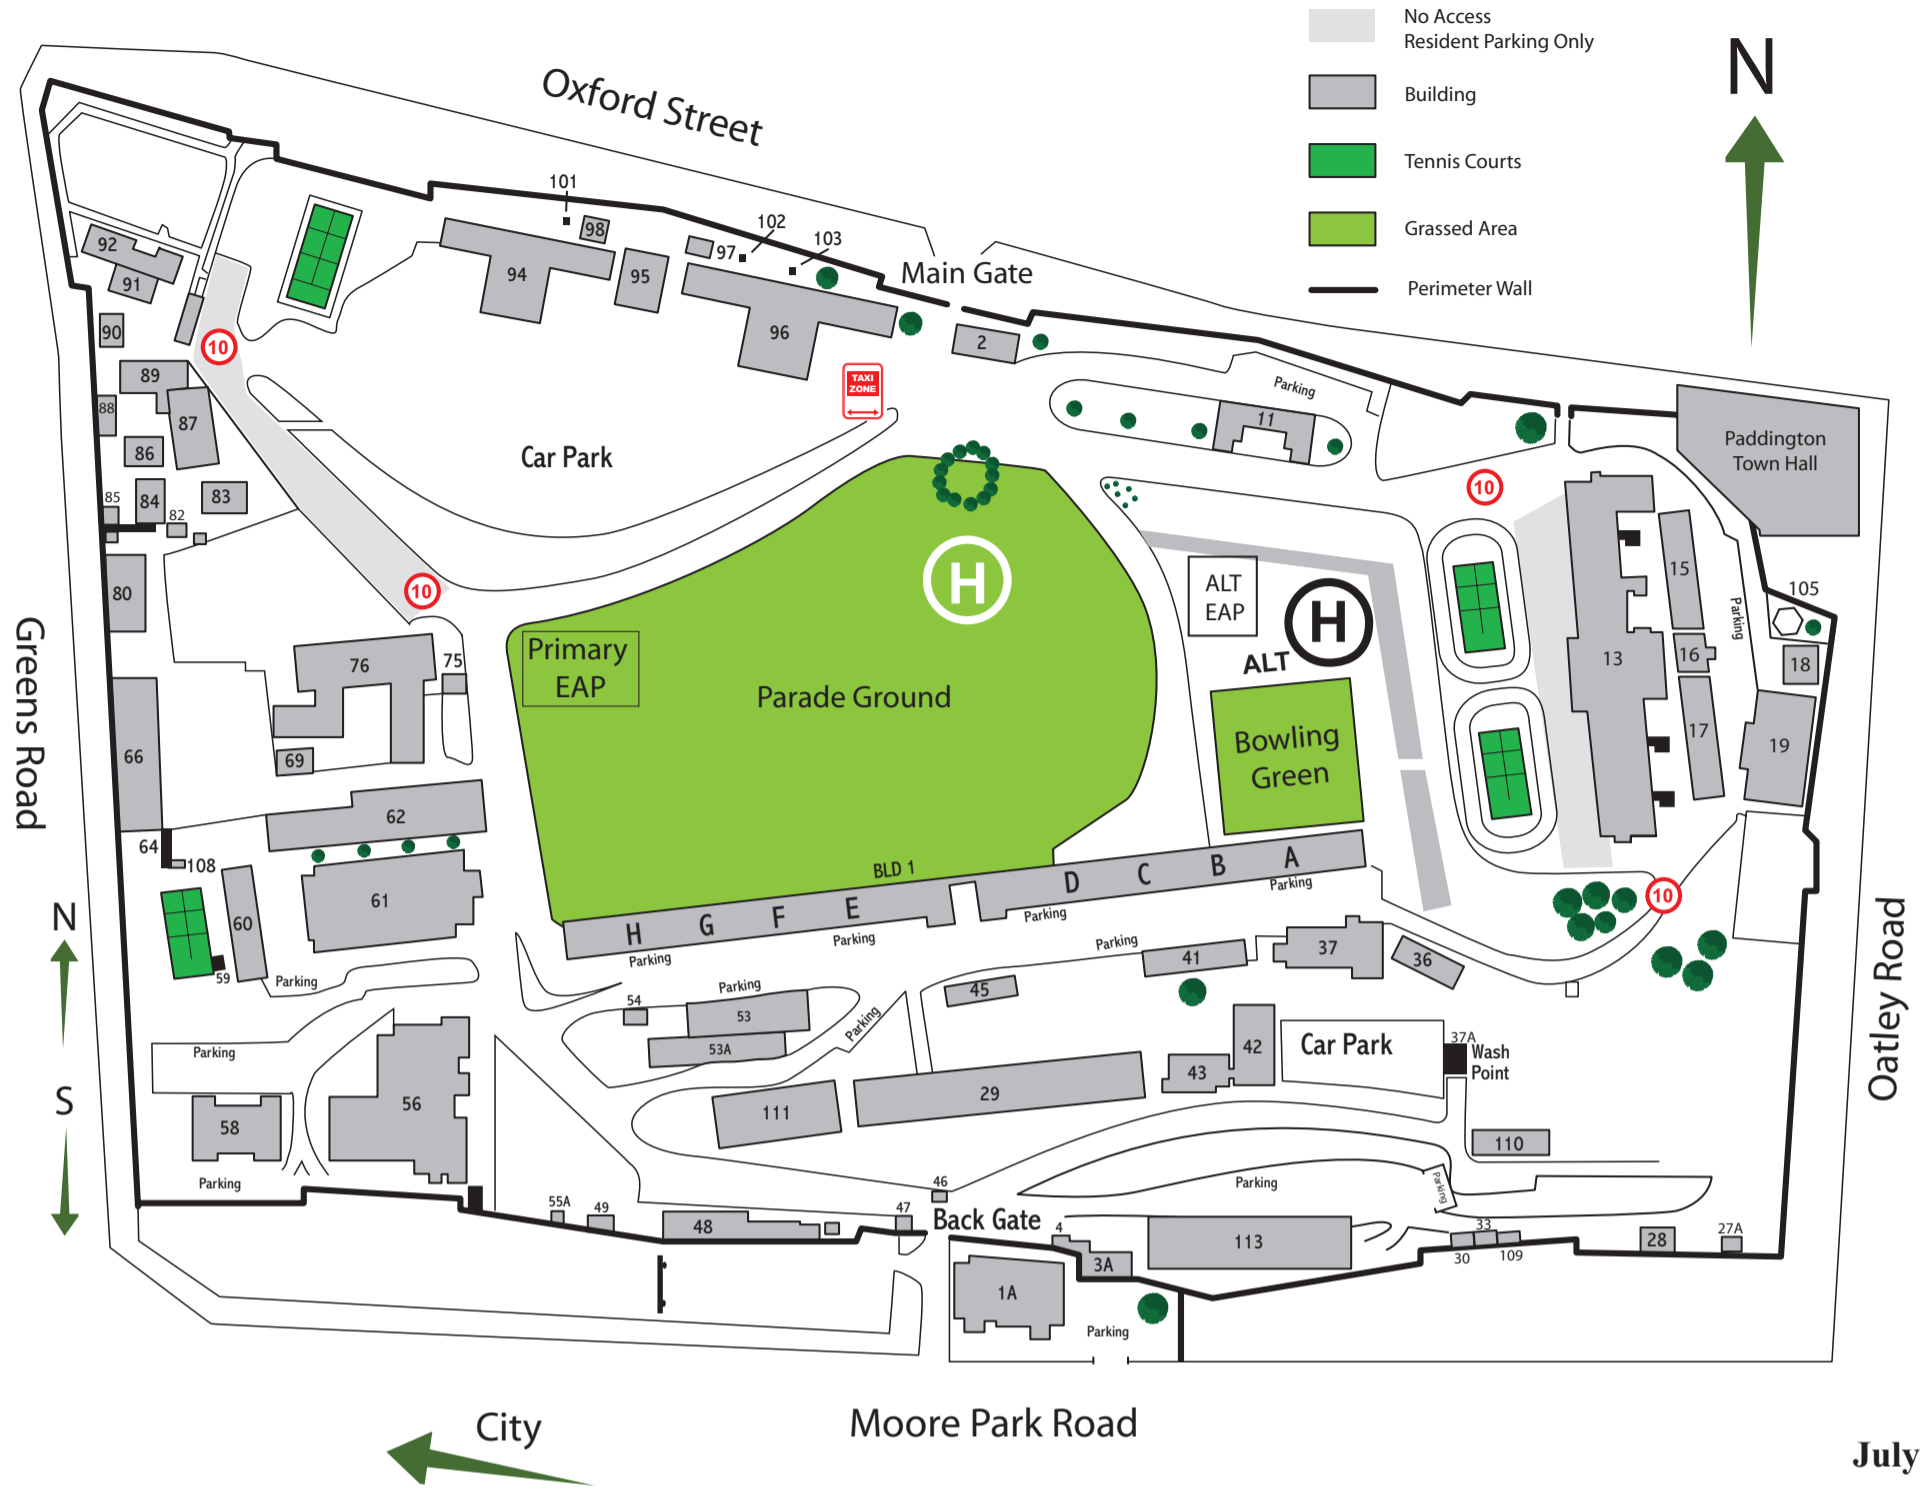 No Access
Resident Parking Only
Building
Tennis Courts
Grassed Area
Perimeter Wall
N
Oxford Street
Main Gate
101
98
102
97
103
92
91
94
95
96
2
90
10
89
88
87
86
85
84
83
82
80
TAXI
ZONE
Car Park
Parking
11
Paddington
Town Hall
10
10
H
ALT
EAP
H
ALT
Primary
EAP
Parade Ground
Bowling
Green
13
15
16
17
Parking
105
18
19
Greens Road
76
75
69
66
62
64
108
61
60
59
Parking
BLD 1
H
G
F
E
D
C
B
A
Parking
Parking
Parking
Parking
10
N
S
Oatley Road
Parking
41
37
36
45
54
Parking
53
53A
Parking
42
43
Car Park
37A
Wash
Point
Parking
58
56
Parking
111
29
110
Parking
Parking
46
55A
49
48
47
Back Gate
4
3A
113
33
30
109
28
27A
1A
Parking
City
Moore Park Road
July